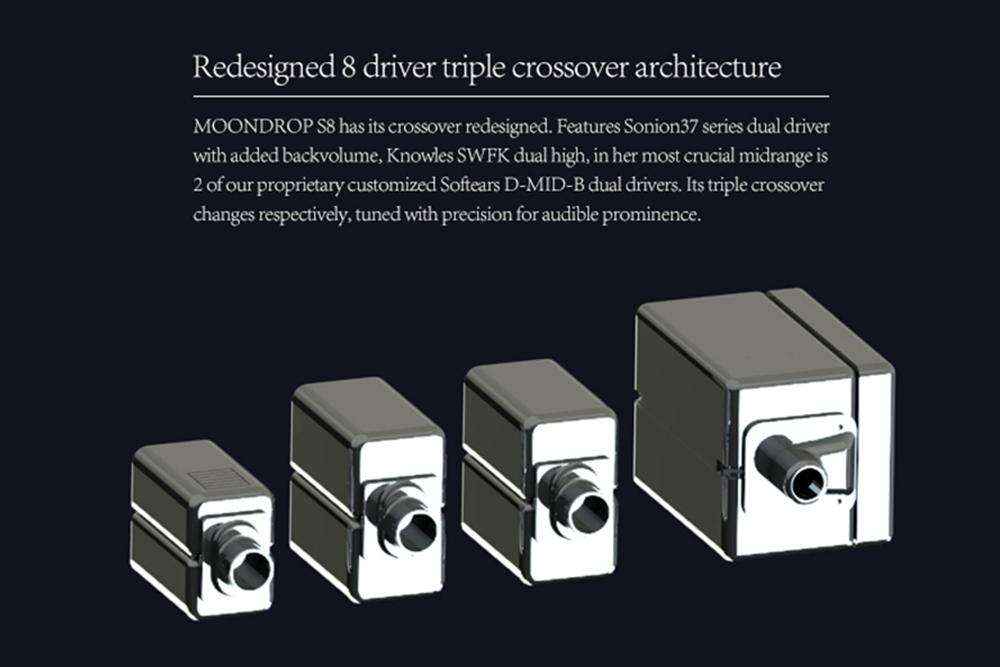 Redesigned 8 driver triple crossover architecture
MOONDROP S8 has its crossover redesigned. Features Sonion37 series dual driver
with added backvolume, Knowles SWFK dual high, in her most crucial midrange is
2 of our proprietary customized Softears D-MID-B dual drivers. Its triple crossover
changes respectively, tuned with precision for audible prominence.